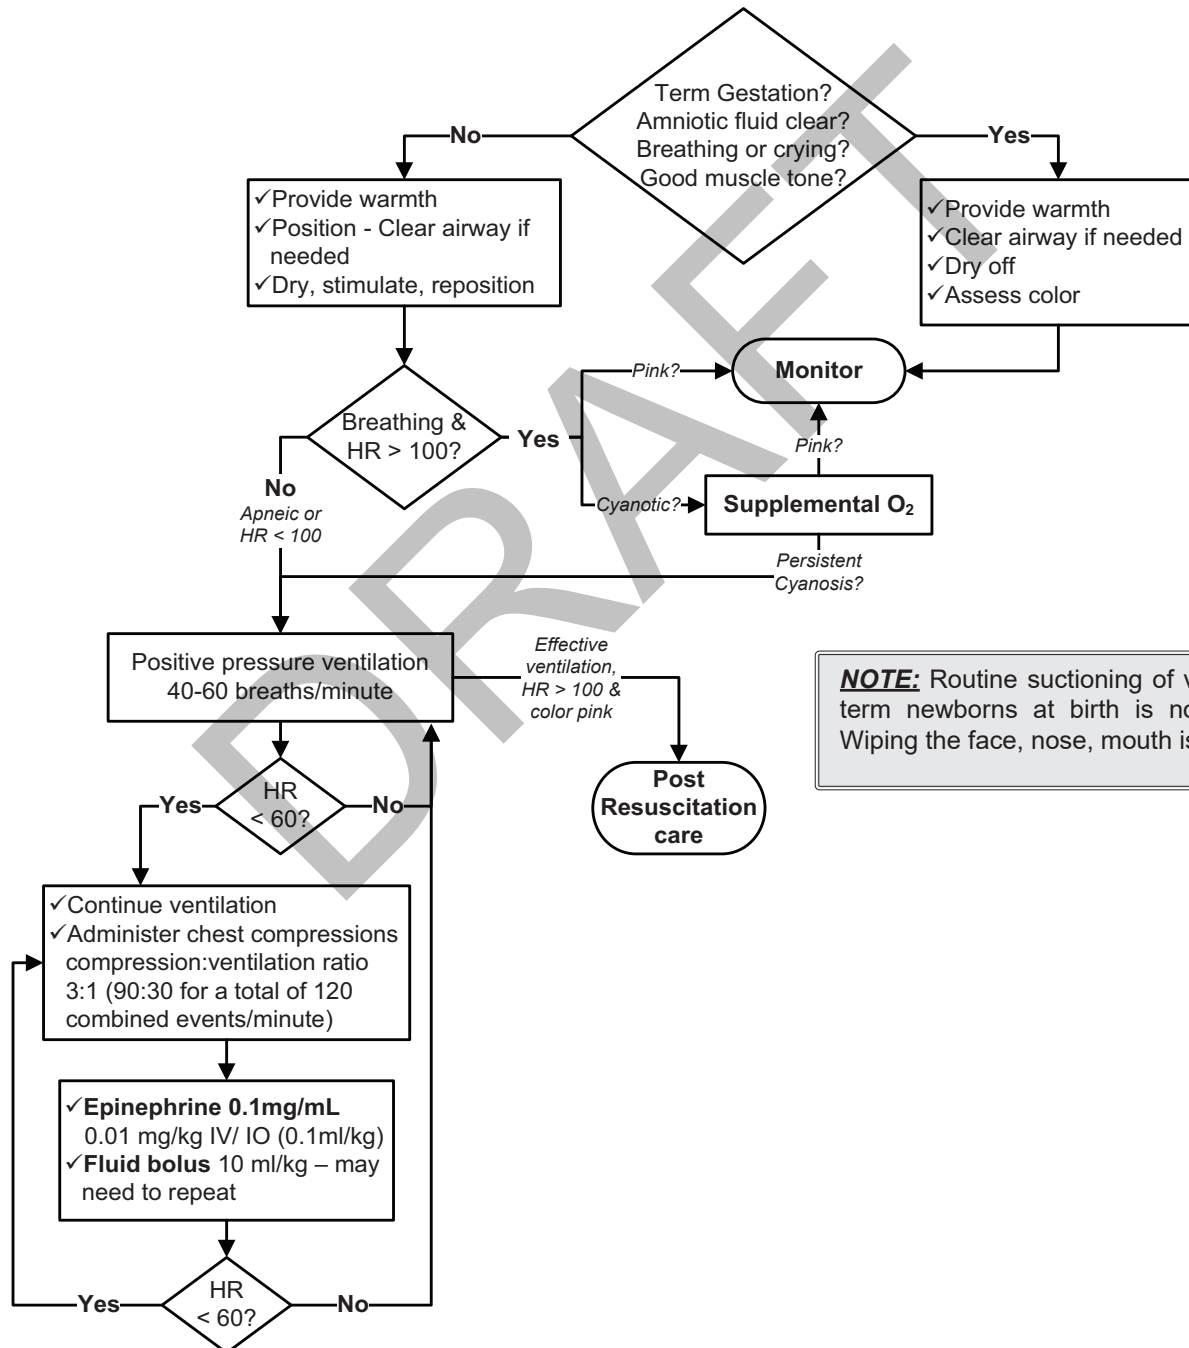 Term Gestation?
Amniotic fluid clear?
Breathing or crying?
Good muscle tone?
No
Yes
✓Provide warmth
✓Position - Clear airway if
needed
✓Dry, stimulate, reposition
✓Provide warmth
✓Clear airway if needed
✓Dry off
✓Assess color
Breathing &
HR > 100?
Yes
Pink?
Monitor
Pink?
Cyanotic?
Supplemental O₂
No
Apneic or
HR < 100
Persistent
Cyanosis?
Positive pressure ventilation
40-60 breaths/minute
Effective
ventilation,
HR > 100 &
color pink
NOTE: Routine suctioning of
term newborns at birth is
Wiping the face, nose, mouth
Post
Resuscitation
care
HR
< 60?
Yes
No
✓Continue ventilation
✓Administer chest compressions
compression:ventilation ratio
3:1 (90:30 for a total of 120
combined events/minute)
✓Epinephrine 0.1mg/mL
0.01 mg/kg IV/ IO (0.1ml/kg)
✓Fluid bolus 10 ml/kg – may
need to repeat
HR
< 60?
Yes
No
DRAFT